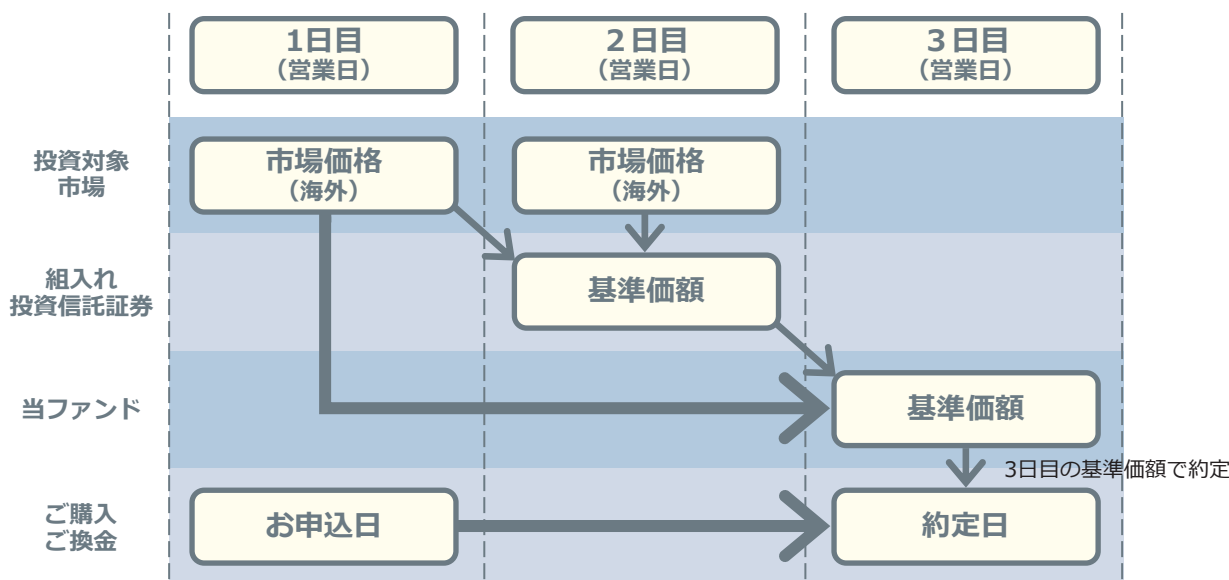 1日目
（営業日）
2日目
（営業日）
3日目
（営業日）
投資対象
市場
市場価格
（海外）
市場価格
（海外）
組入れ
投資信託証券
基準価額
当ファンド
基準価額
3日目の基準価額で約定
ご購入
ご換金
お申込日
約定日